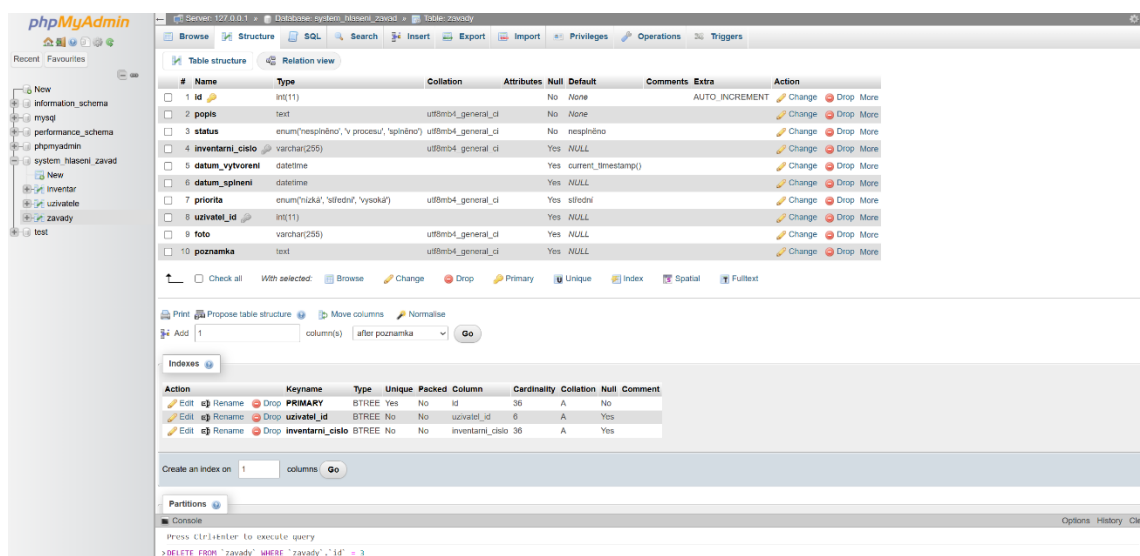 phpMyAdmin
Recent Favourites
New
information_schema
mysql
performance_schema
phpmyadmin
system_hlaseni_zavad
New
inventar
uzivatele
zavady
test
Server: 127.0.0.1 » Database: system_hlaseni_zavad » Table: zavady
Browse Structure SQL Search Insert Export Import Privileges Operations Triggers
Table structure Relation view
# Name Type Collation Attributes Null Default Comments Extra Action
1 id int(11) No None AUTO_INCREMENT Change Drop More
2 popis text utf8mb4_general_ci No None Change Drop More
3 status enum('nesplněno', 'v procesu', 'splněno') utf8mb4_general_ci No nesplněno Change Drop More
4 inventarni_cislo varchar(255) utf8mb4_general_ci Yes NULL Change Drop More
5 datum_vytvoreni datetime Yes current_timestamp() Change Drop More
6 datum_splneni datetime Yes NULL Change Drop More
7 priorita enum('nízká', 'střední', 'vysoká') utf8mb4_general_ci Yes střední Change Drop More
8 uzivatel_id int(11) Yes NULL Change Drop More
9 foto varchar(255) utf8mb4_general_ci Yes NULL Change Drop More
10 poznamka text utf8mb4_general_ci Yes NULL Change Drop More
Check all With selected: Browse Change Drop Primary Unique Index Spatial Fulltext
Print Propose table structure Move columns Normalise
Add 1 column(s) after poznamka Go
Indexes
Action Keyname Type Unique Packed Column Cardinality Collation Null Comment
Edit Rename Drop PRIMARY BTREE Yes No id 36 A No
Edit Rename Drop uzivatel_id BTREE No No uzivatel_id 6 A Yes
Edit Rename Drop inventarni_cislo BTREE No No inventarni_cislo 36 A Yes
Create an index on 1 columns Go
Partitions
Console Options History Cle
Press Ctrl+Enter to execute query
>DELETE FROM `zavady` WHERE `zavady`.`id` = 3